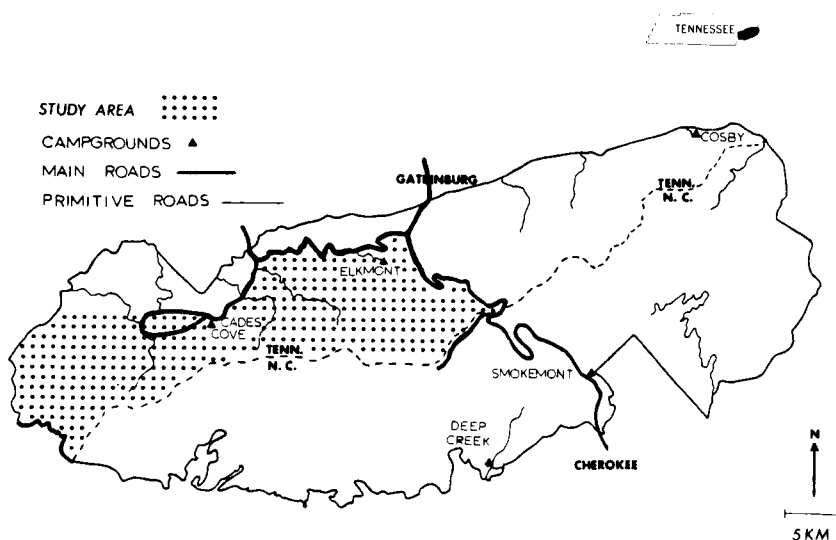 TENNESSEE
STUDY AREA
CAMPGROUNDS
MAIN ROADS
PRIMITIVE ROADS
COSBY
GATLINBURG
TENN.
N. C.
ELKMONT
CADES
COVE
TENN.
N. C.
SMOKEMONT
DEEP
CREEK
CHEROKEE
N
5 KM